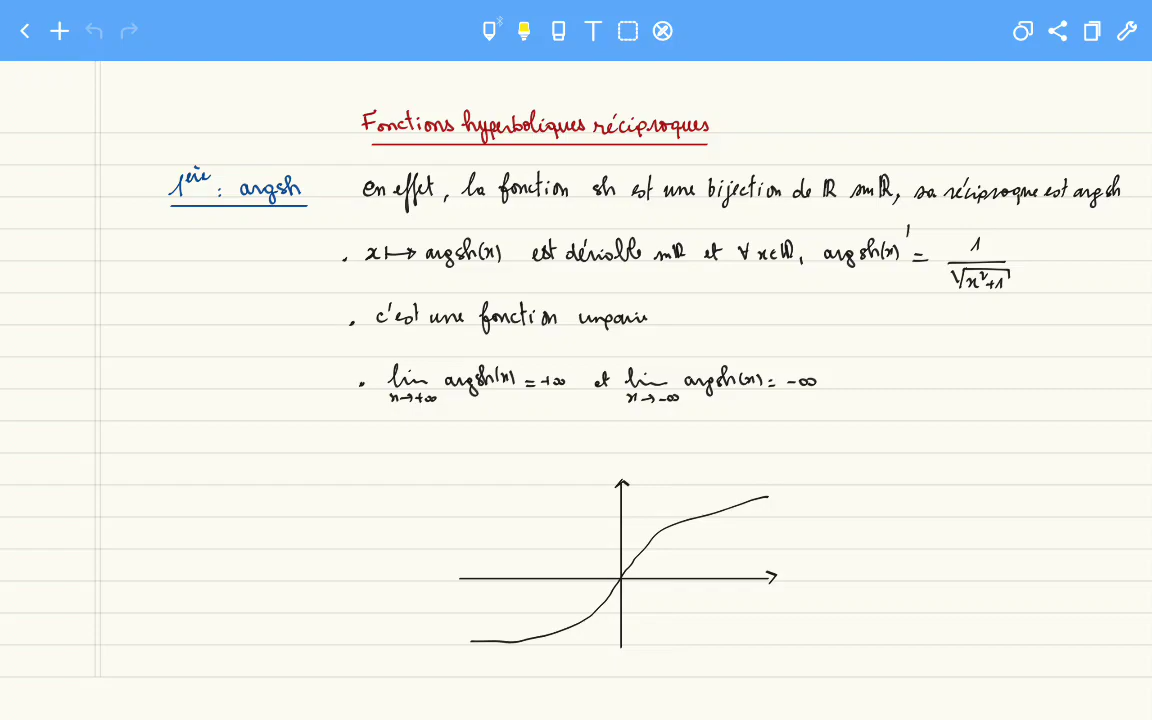 Fonctions hyperboliques réciproques
1ère : argsh En effet, la fonction sh est une bijection de ℝ sur ℝ, sa réciproque est argsh
. x ↦ argsh(x) est dérivable sur ℝ et ∀x∈ℝ, argsh(x)' = 1/√(x²+1)
. c'est une fonction impaire
. lim x→+∞ argsh(x) = +∞ et lim x→-∞ argsh(x) = -∞